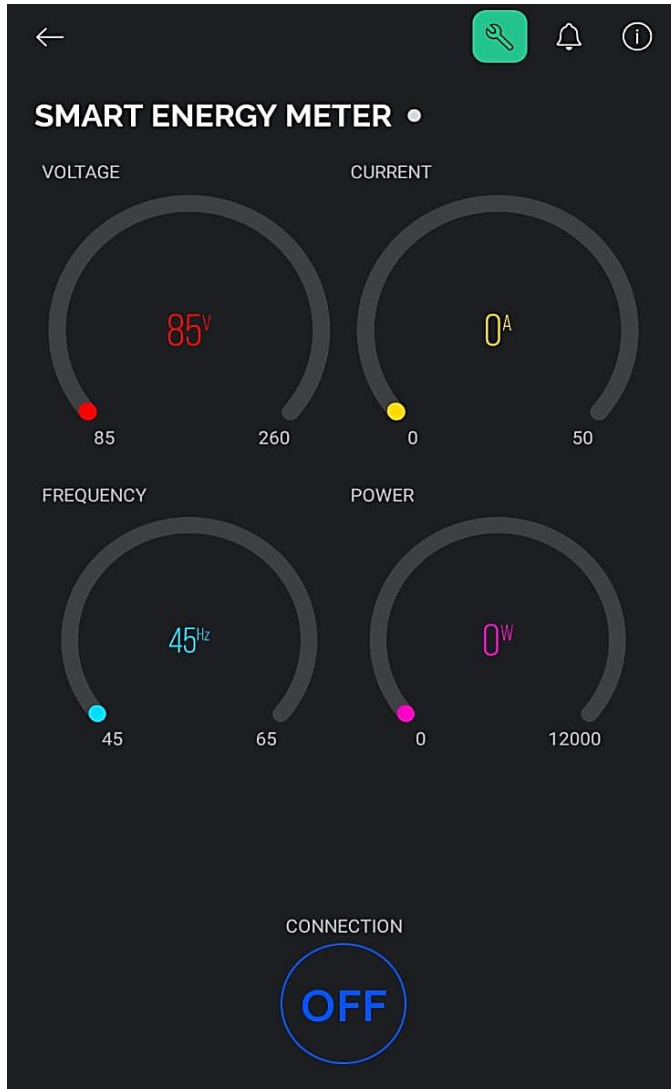 SMART ENERGY METER
VOLTAGE
CURRENT
85V
0A
85
260
0
50
FREQUENCY
POWER
45Hz
0W
45
65
0
12000
CONNECTION
OFF